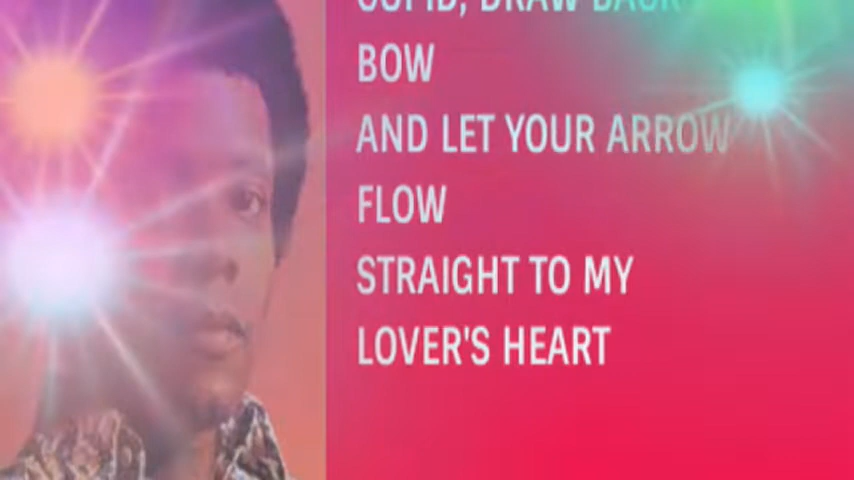 CUPID, DRAW BACK
BOW
AND LET YOUR ARROW
FLOW
STRAIGHT TO MY
LOVER'S HEART